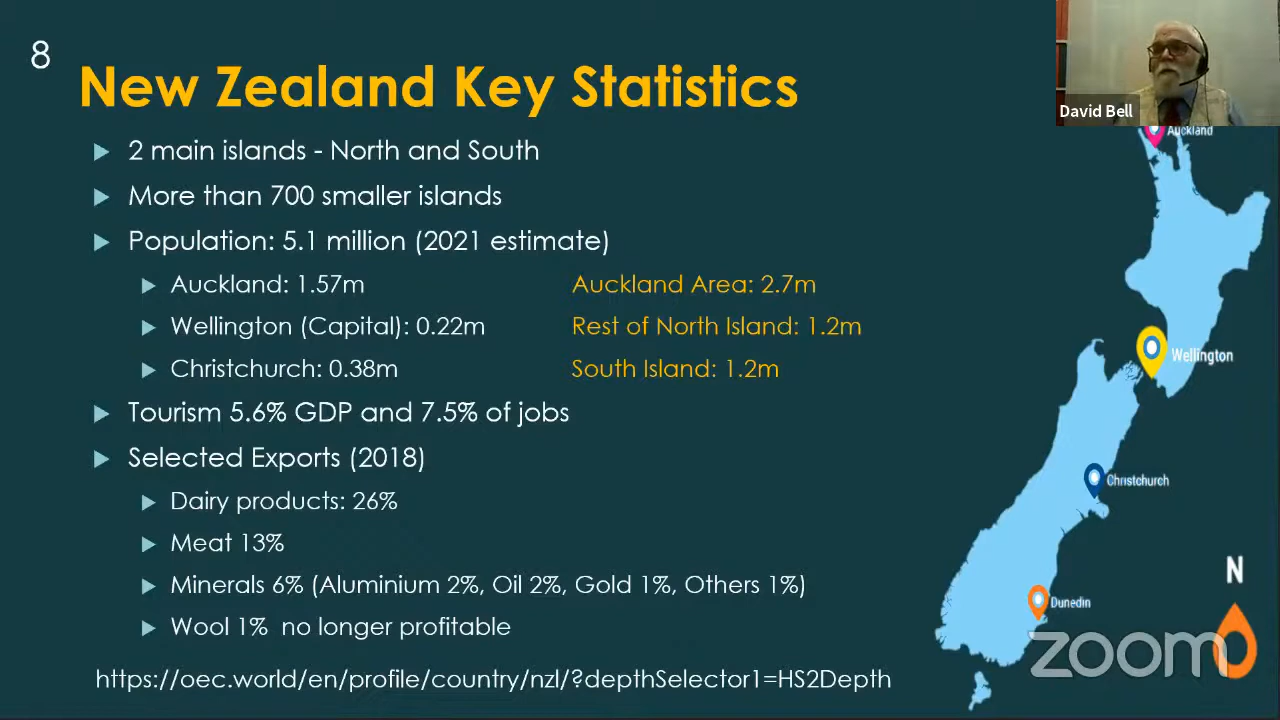 8
New Zealand Key Statistics
David Bell
2 main islands - North and South
More than 700 smaller islands
Population: 5.1 million (2021 estimate)
Auckland: 1.57m Auckland Area: 2.7m
Wellington (Capital): 0.22m Rest of North Island: 1.2m
Christchurch: 0.38m South Island: 1.2m
Tourism 5.6% GDP and 7.5% of jobs
Selected Exports (2018)
Dairy products: 26%
Meat 13%
Minerals 6% (Aluminium 2%, Oil 2%, Gold 1%, Others 1%)
Wool 1% no longer profitable
https://oec.world/en/profile/country/nzl/?depthSelector1=HS2Depth
Auckland
Wellington
Christchurch
Dunedin
N
zoom